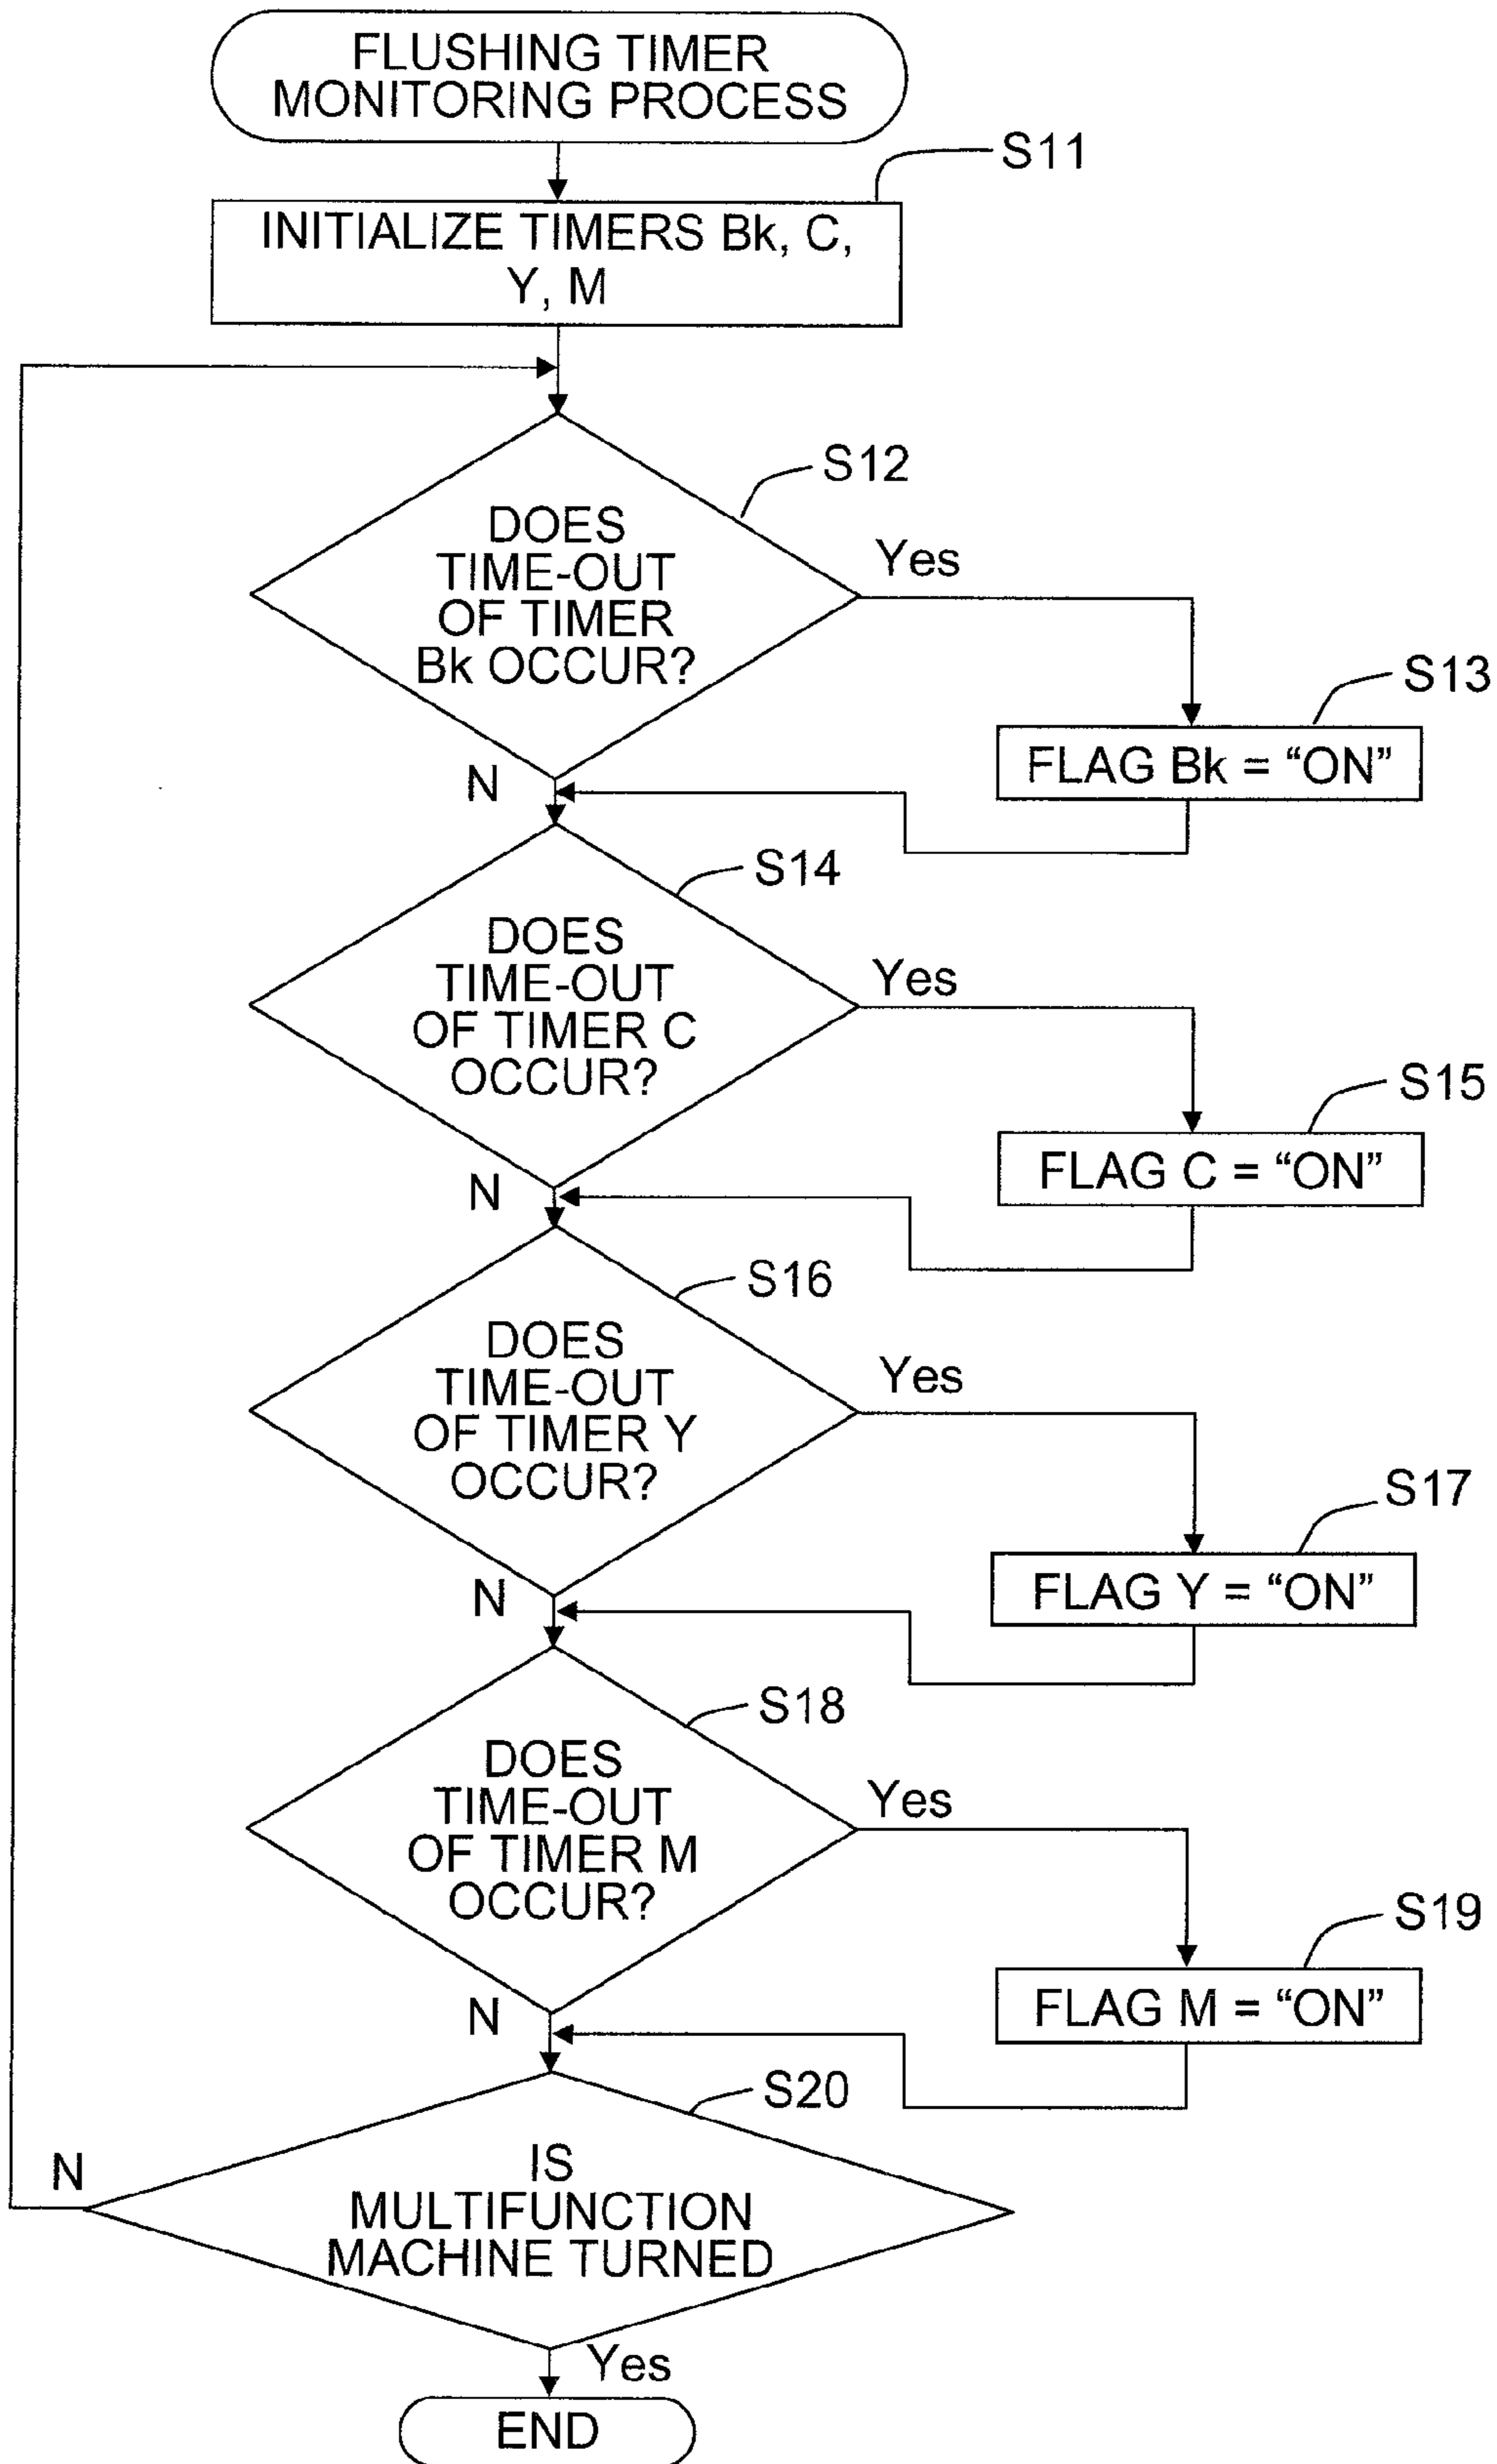 FLUSHING TIMER
MONITORING PROCESS
S11
INITIALIZE TIMERS Bk, C,
Y, M
S12
DOES
TIME-OUT
OF TIMER
Bk OCCUR?
Yes
S13
FLAG Bk = “ON”
N
S14
DOES
TIME-OUT
OF TIMER C
OCCUR?
Yes
S15
FLAG C = “ON”
N
S16
DOES
TIME-OUT
OF TIMER Y
OCCUR?
Yes
S17
FLAG Y = “ON”
N
S18
DOES
TIME-OUT
OF TIMER M
OCCUR?
Yes
S19
FLAG M = “ON”
N
S20
IS
MULTIFUNCTION
MACHINE TURNED
N
Yes
END